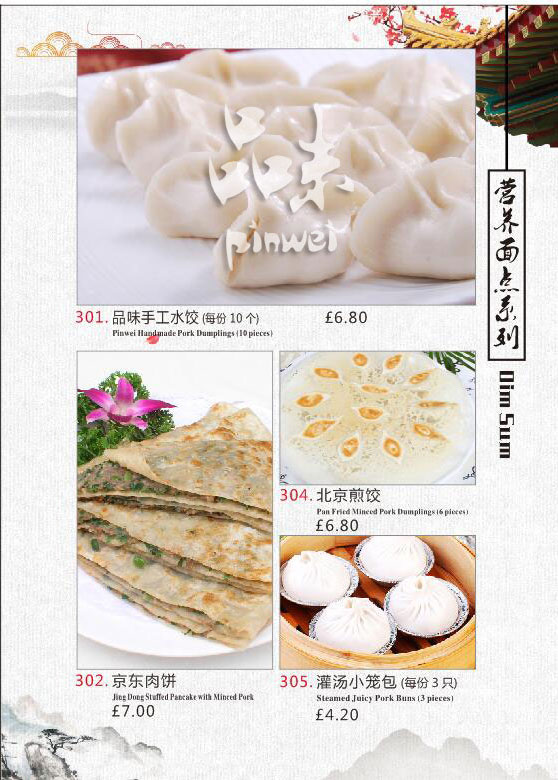 品味
pinwei
营养面点系列
Dim Sum
301. 品味手工水饺 (每份 10 个) £6.80
Pinwei Handmade Pork Dumplings (10 pieces)
304. 北京煎饺
Pan Fried Minced Pork Dumplings (6 pieces)
£6.80
302. 京东肉饼
Jing Dong Stuffed Pancake with Minced Pork
£7.00
305. 灌汤小笼包 (每份 3 只)
Steamed Juicy Pork Buns (3 pieces)
£4.20